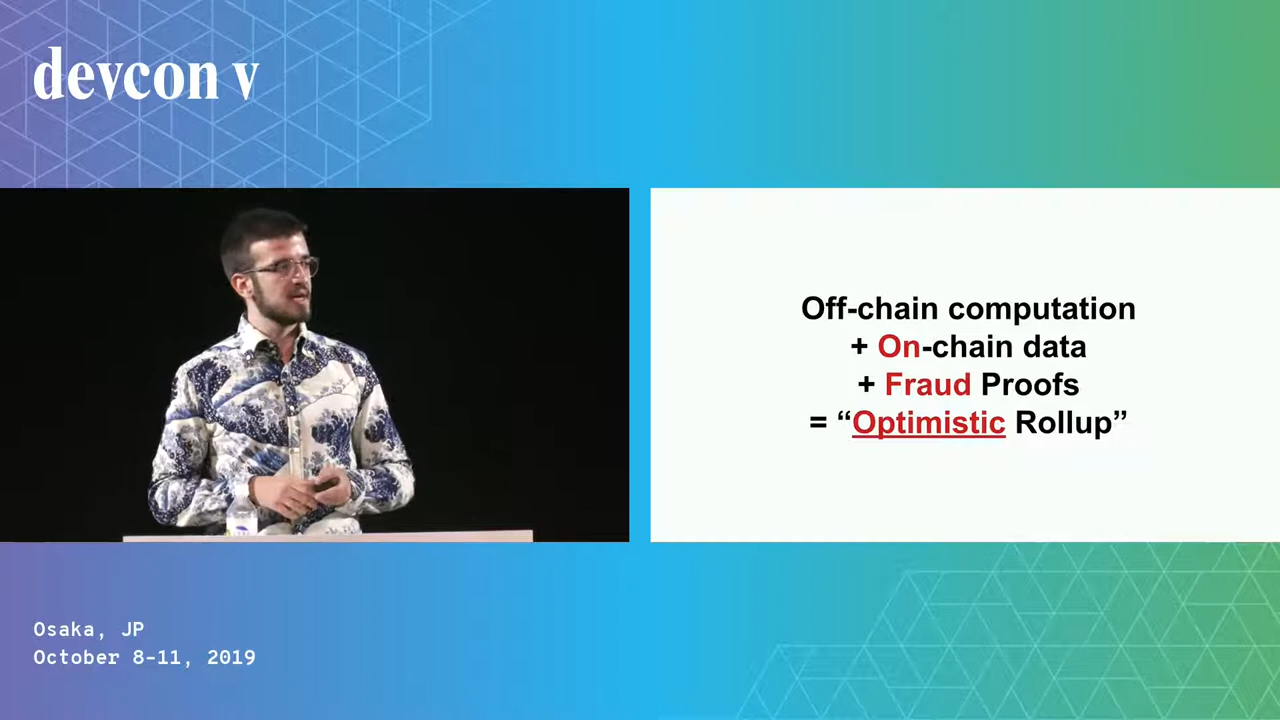 devcon v
Off-chain computation
+ On-chain data
+ Fraud Proofs
= “Optimistic Rollup”
Osaka, JP
October 8-11, 2019